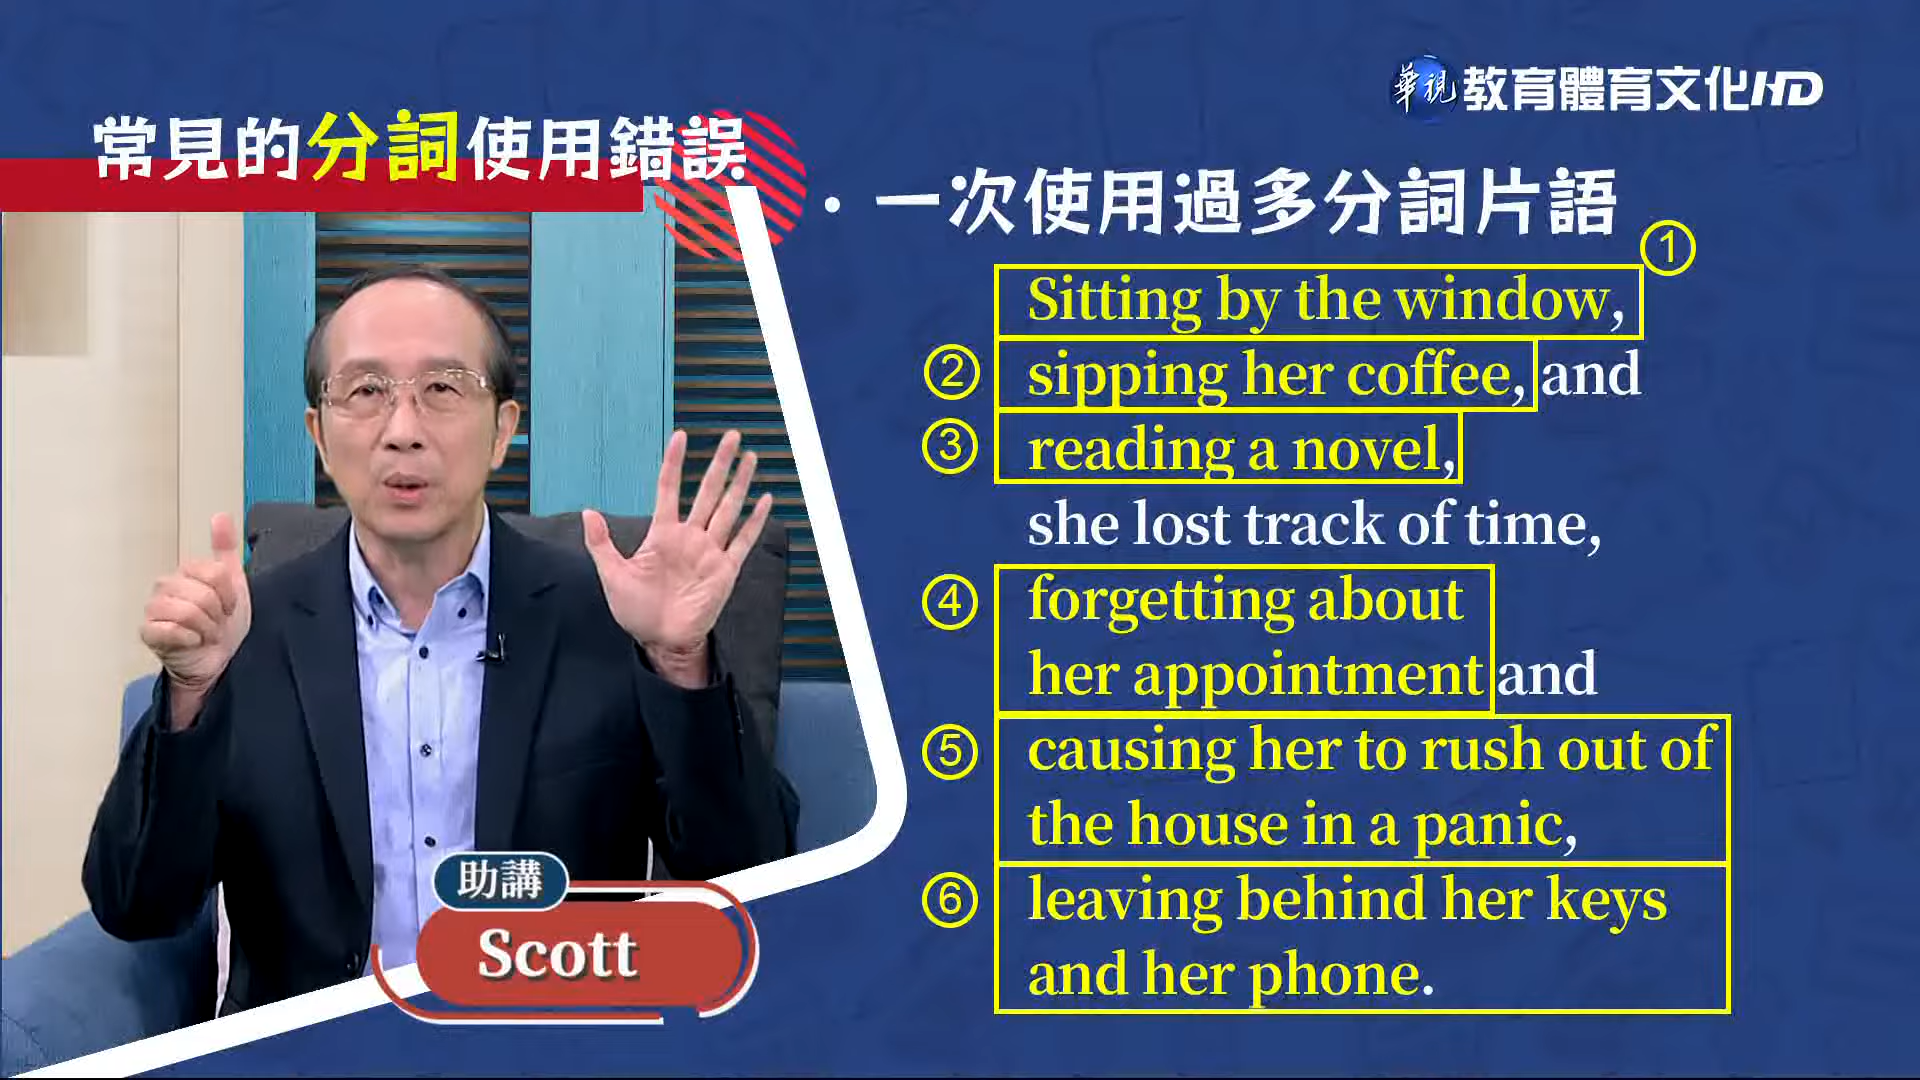 華視 教育體育文化HD
常見的分詞使用錯誤
·一次使用過多分詞片語
①
Sitting by the window,
② sipping her coffee, and
③ reading a novel,
she lost track of time,
④ forgetting about
her appointment and
⑤ causing her to rush out of
the house in a panic,
⑥ leaving behind her keys
and her phone.
助講
Scott